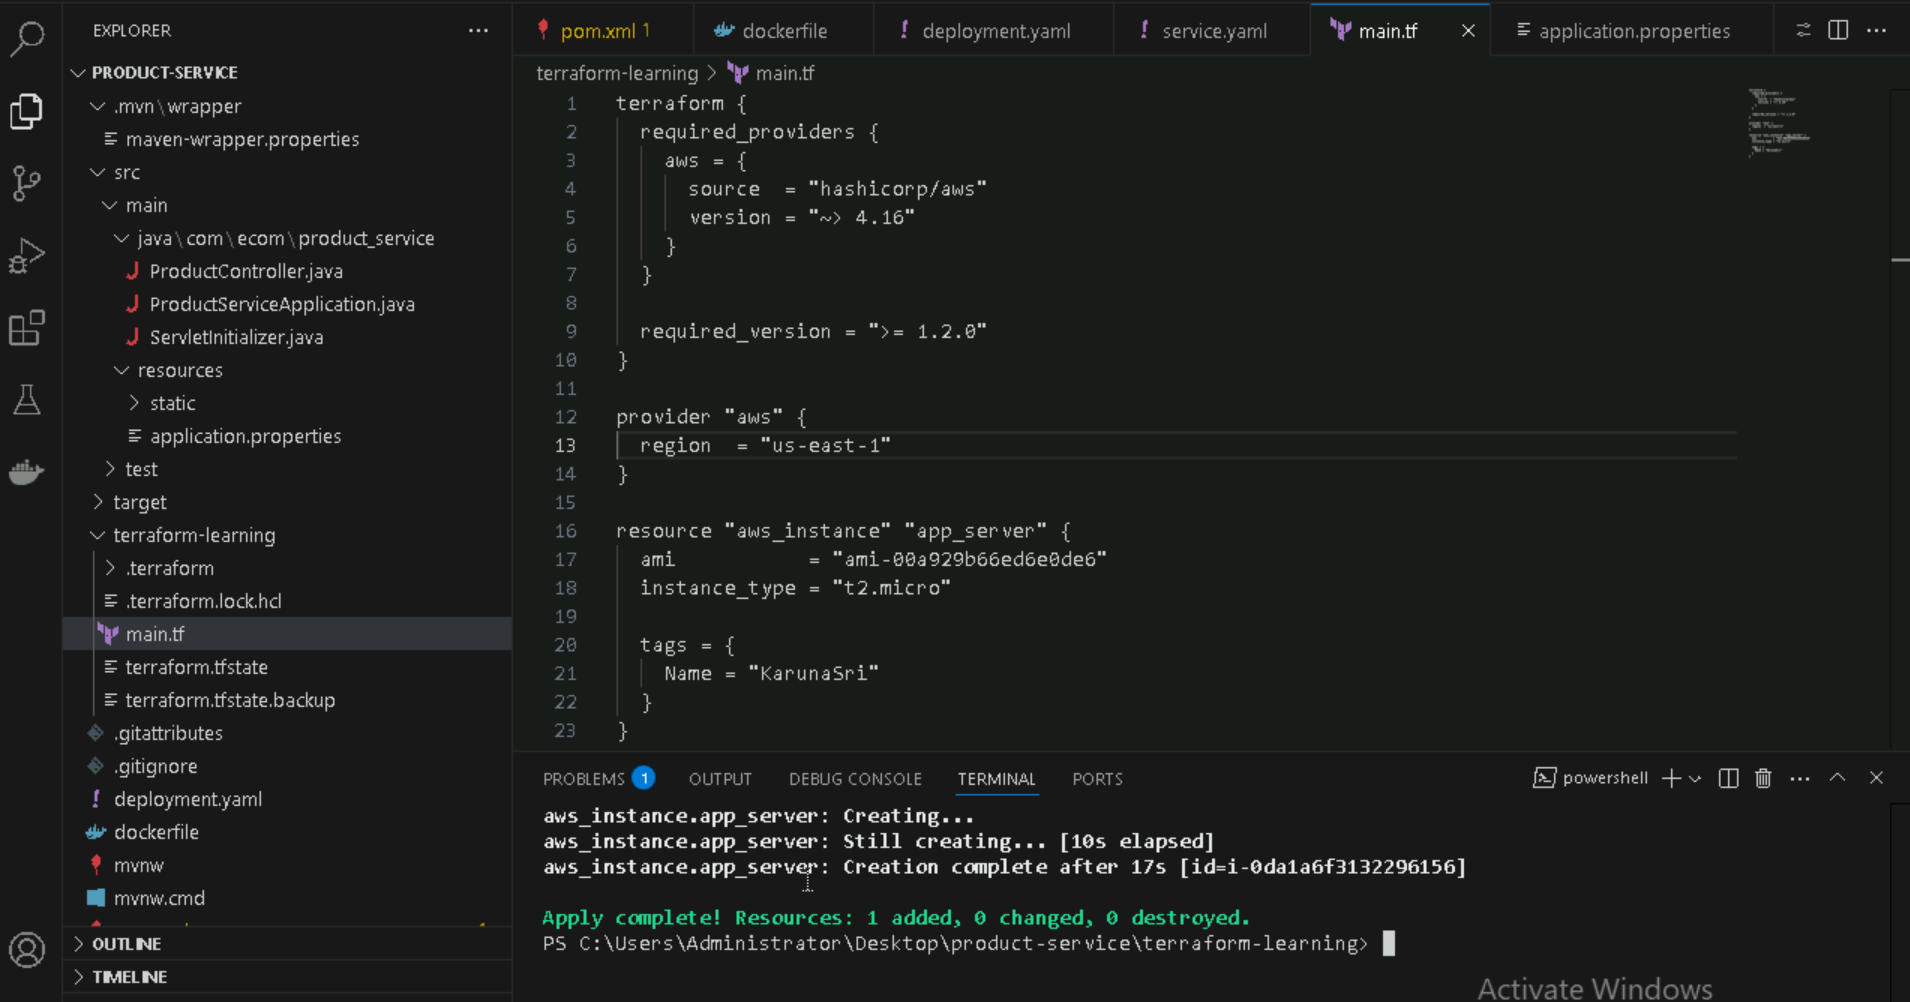 EXPLORER
PRODUCT-SERVICE
.mvn\wrapper
maven-wrapper.properties
src
main
java\com\ecom\product_service
ProductController.java
ProductServiceApplication.java
ServletInitializer.java
resources
static
application.properties
test
target
terraform-learning
.terraform
.terraform.lock.hcl
main.tf
terraform.tfstate
terraform.tfstate.backup
.gitattributes
.gitignore
deployment.yaml
dockerfile
mvnw
mvnw.cmd
OUTLINE
TIMELINE
pom.xml 1
dockerfile
deployment.yaml
service.yaml
main.tf
application.properties
terraform-learning > main.tf
1 terraform {
2 required_providers {
3 aws = {
4 source  = "hashicorp/aws"
5 version = "~> 4.16"
6 }
7 }
8
9 required_version = ">= 1.2.0"
10 }
11
12 provider "aws" {
13 region  = "us-east-1"
14 }
15
16 resource "aws_instance" "app_server" {
17 ami           = "ami-00a929b66ed6e0de6"
18 instance_type = "t2.micro"
19
20 tags = {
21 Name = "KarunaSri"
22 }
23 }
PROBLEMS 1 OUTPUT DEBUG CONSOLE TERMINAL PORTS
powershell
aws_instance.app_server: Creating...
aws_instance.app_server: Still creating... [10s elapsed]
aws_instance.app_server: Creation complete after 17s [id=i-0da1a6f3132296156]
Apply complete! Resources: 1 added, 0 changed, 0 destroyed.
PS C:\Users\Administrator\Desktop\product-service\terraform-learning>
Activate Windows